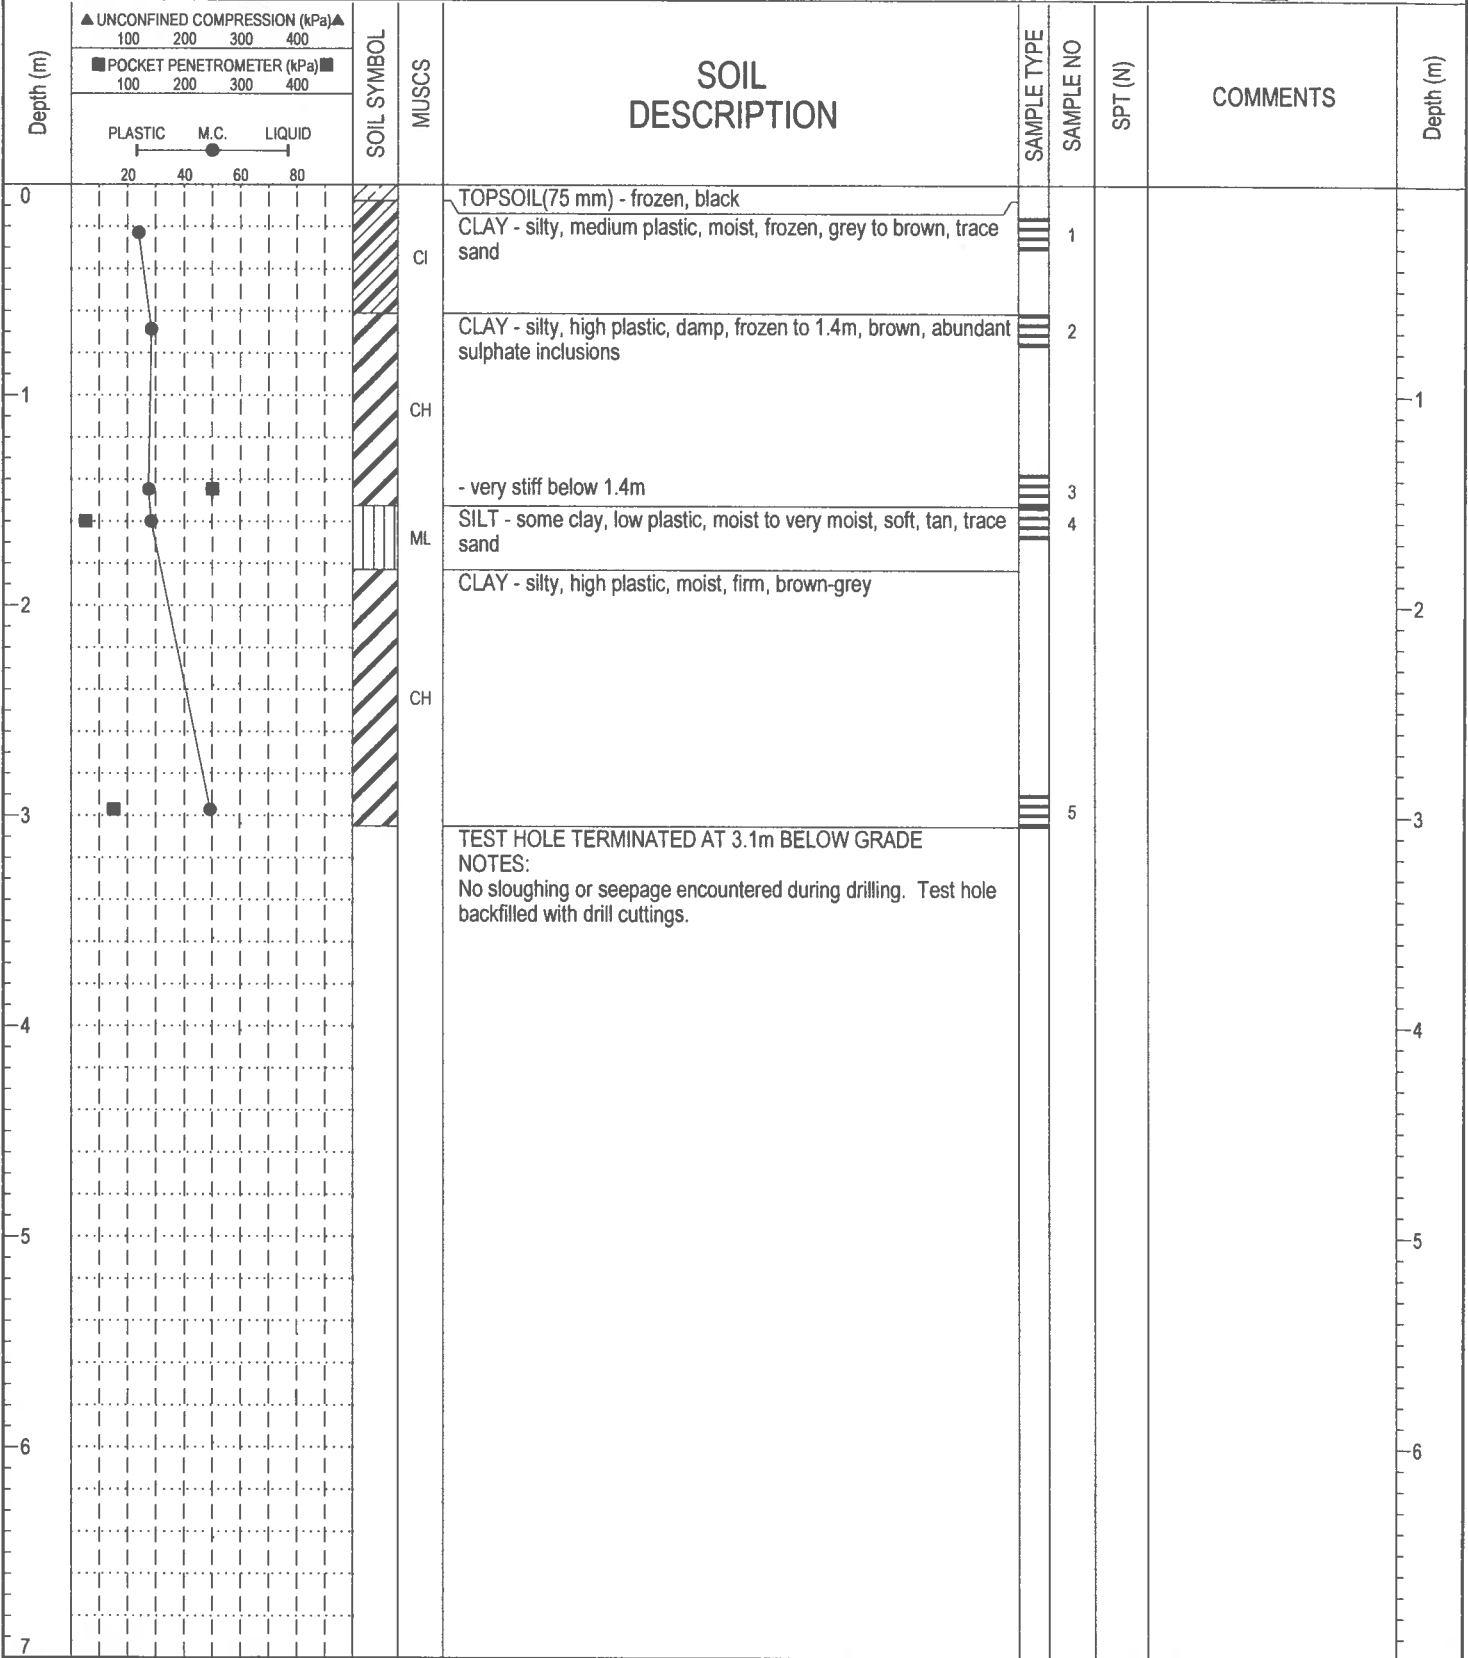 Depth (m)
▲ UNCONFINED COMPRESSION (kPa) ▲
100 200 300 400
■ POCKET PENETROMETER (kPa) ■
100 200 300 400
PLASTIC M.C. LIQUID
20 40 60 80
SOIL SYMBOL
MUSCS
SOIL
DESCRIPTION
SAMPLE TYPE
SAMPLE NO
SPT (N)
COMMENTS
Depth (m)
0
TOPSOIL(75 mm) - frozen, black
CLAY - silty, medium plastic, moist, frozen, grey to brown, trace
sand
CI
1
CLAY - silty, high plastic, damp, frozen to 1.4m, brown, abundant
sulphate inclusions
2
1
CH
1
- very stiff below 1.4m
3
SILT - some clay, low plastic, moist to very moist, soft, tan, trace
sand
ML
4
CLAY - silty, high plastic, moist, firm, brown-grey
2
2
CH
3
5
3
TEST HOLE TERMINATED AT 3.1m BELOW GRADE
NOTES:
No sloughing or seepage encountered during drilling. Test hole
backfilled with drill cuttings.
4
4
5
5
6
6
7